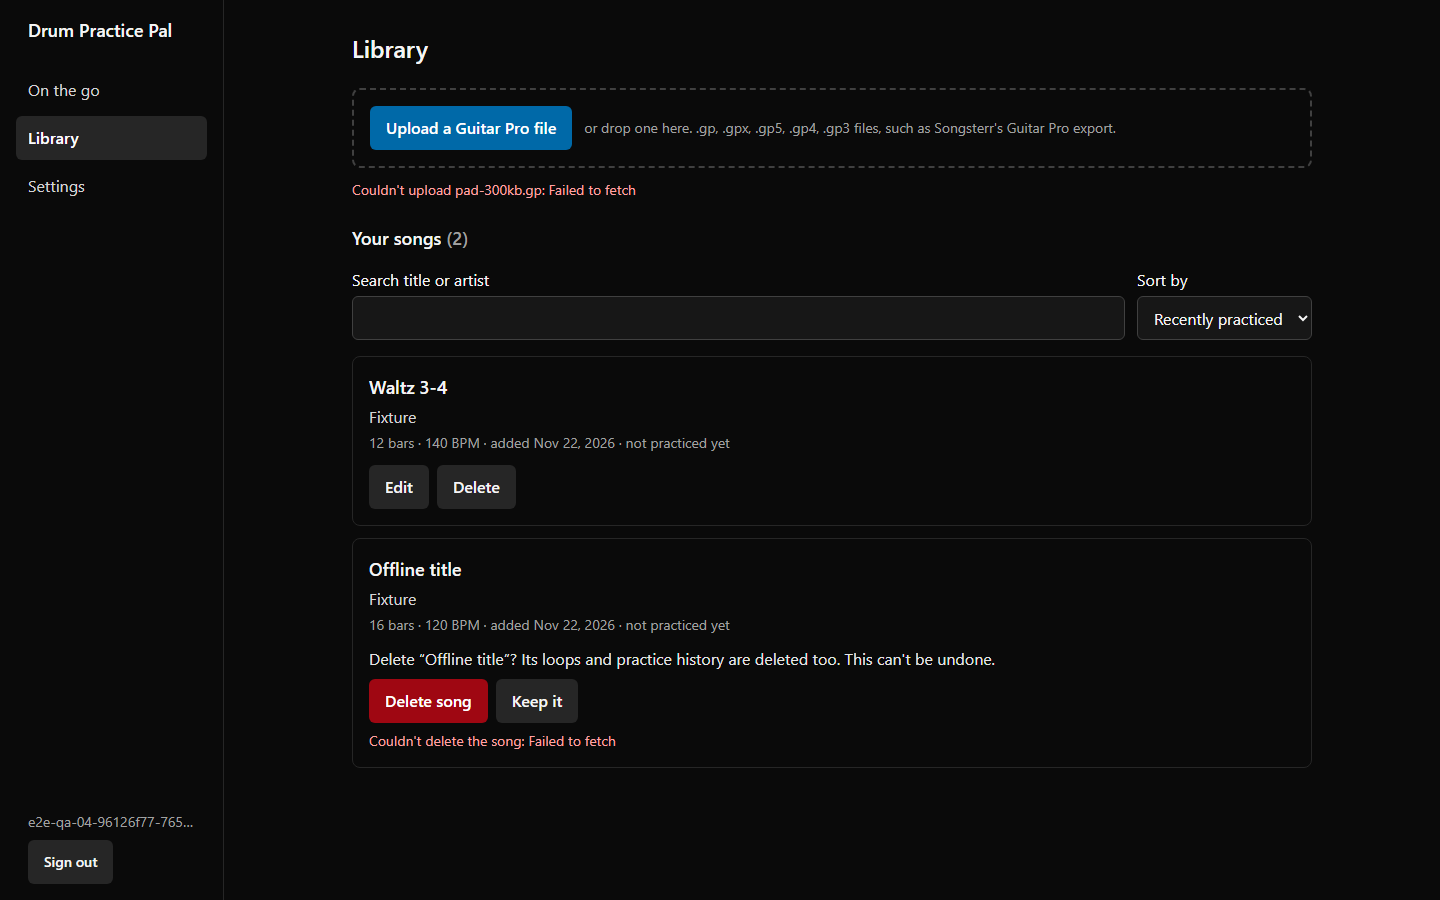 Drum Practice Pal
On the go
Library
Settings
Library
Upload a Guitar Pro file or drop one here. .gp, .gpx, .gp5, .gp4, .gp3 files, such as Songsterr's Guitar Pro export.
Couldn't upload pad-300kb.gp: Failed to fetch
Your songs (2)
Search title or artist
Sort by
Recently practiced
Waltz 3-4
Fixture
12 bars · 140 BPM · added Nov 22, 2026 · not practiced yet
Edit Delete
Offline title
Fixture
16 bars · 120 BPM · added Nov 22, 2026 · not practiced yet
Delete “Offline title”? Its loops and practice history are deleted too. This can't be undone.
Delete song Keep it
Couldn't delete the song: Failed to fetch
e2e-qa-04-96126f77-765...
Sign out